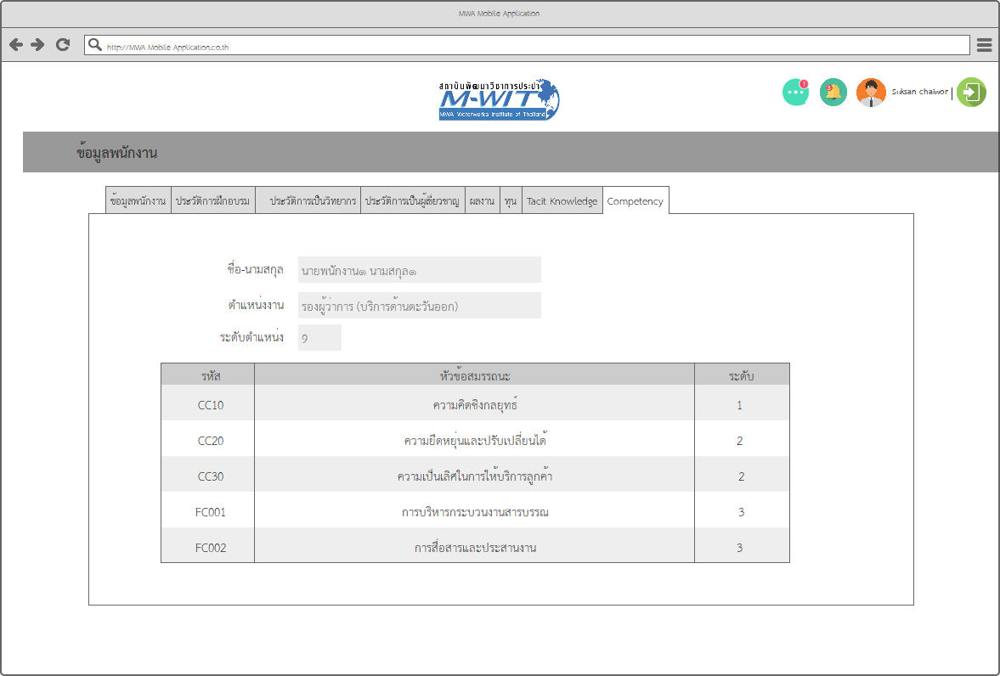 MWA Mobile Application
http://MWA Mobile Application.co.th
สถาบันพัฒนาวิชาการประปา
M-WIT
MWA Waterworks Institute of Thailand
1
3
Suksan chaiwon
ข้อมูลพนักงาน
ข้อมูลพนักงาน ประวัติการฝึกอบรม ประวัติการเป็นวิทยากร ประวัติการเป็นผู้เชี่ยวชาญ ผลงาน ทุน Tacit Knowledge Competency
ชื่อ-นามสกุล นายพนักงาน๑ นามสกุล๑
ตำแหน่งงาน รองผู้ว่าการ (บริการด้านตะวันออก)
ระดับตำแหน่ง 9
รหัส หัวข้อสมรรถนะ ระดับ
CC10 ความคิดชิงกลยุทธ์ 1
CC20 ความยืดหยุ่นและปรับเปลี่ยนได้ 2
CC30 ความเป็นเลิศในการให้บริการลูกค้า 2
FC001 การบริหารกระบวนงานสารบรรณ 3
FC002 การสื่อสารและประสานงาน 3